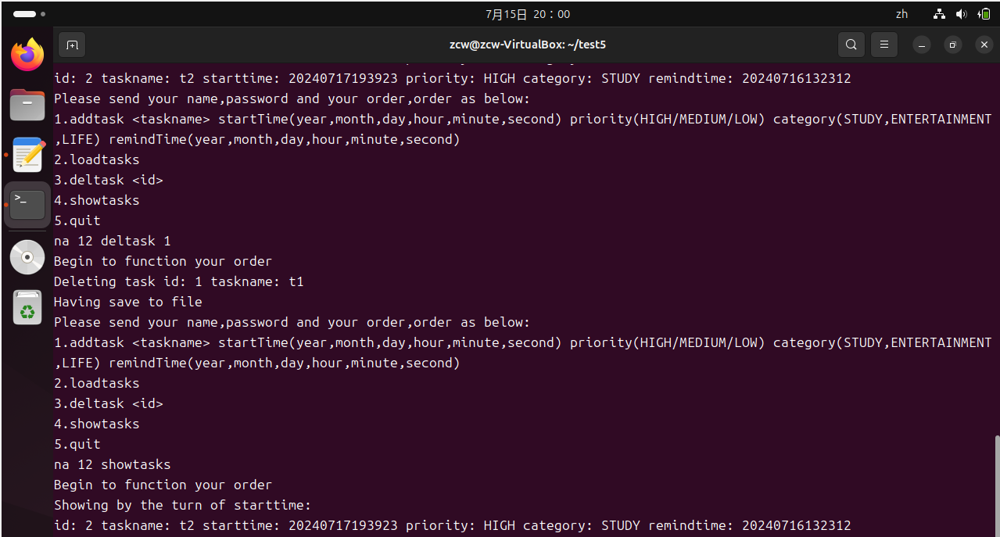 7月15日 20：00
zh
zcw@zcw-VirtualBox: ~/test5
id: 2 taskname: t2 starttime: 20240717193923 priority: HIGH category: STUDY remindtime: 20240716132312
Please send your name,password and your order,order as below:
1.addtask <taskname> startTime(year,month,day,hour,minute,second) priority(HIGH/MEDIUM/LOW) category(STUDY,ENTERTAINMENT
,LIFE) remindTime(year,month,day,hour,minute,second)
2.loadtasks
3.deltask <id>
4.showtasks
5.quit
na 12 deltask 1
Begin to function your order
Deleting task id: 1 taskname: t1
Having save to file
Please send your name,password and your order,order as below:
1.addtask <taskname> startTime(year,month,day,hour,minute,second) priority(HIGH/MEDIUM/LOW) category(STUDY,ENTERTAINMENT
,LIFE) remindTime(year,month,day,hour,minute,second)
2.loadtasks
3.deltask <id>
4.showtasks
5.quit
na 12 showtasks
Begin to function your order
Showing by the turn of starttime:
id: 2 taskname: t2 starttime: 20240717193923 priority: HIGH category: STUDY remindtime: 20240716132312